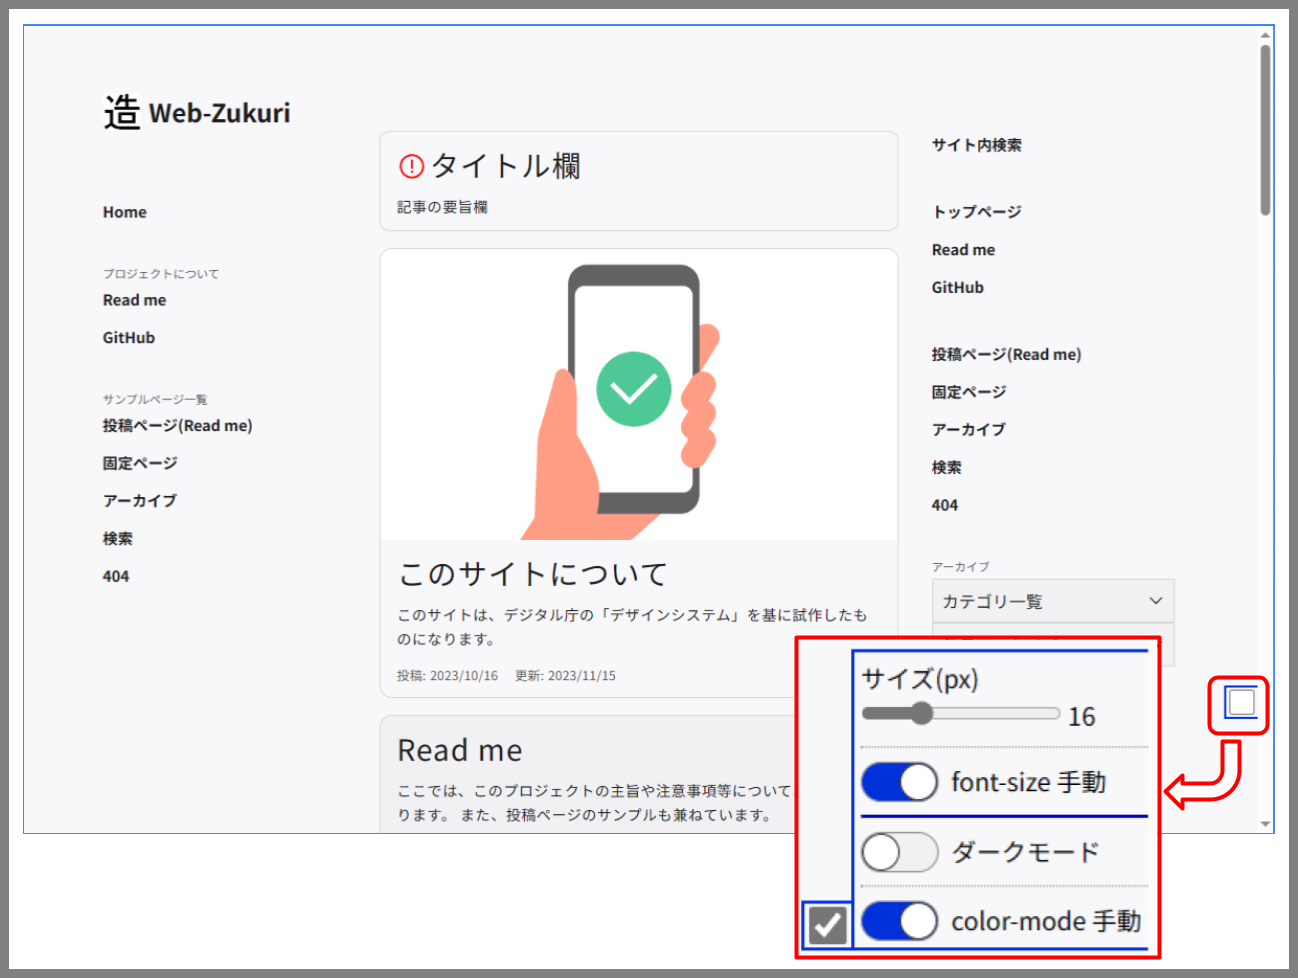 造 Web-Zukuri
Home
プロジェクトについて
Read me
GitHub
サンプルページ一覧
投稿ページ(Read me)
固定ページ
アーカイブ
検索
404
タイトル欄
記事の要旨欄
このサイトについて
このサイトは、デジタル庁の「デザインシステム」を基に試作したも
のになります。
投稿: 2023/10/16 更新: 2023/11/15
Read me
ここでは、このプロジェクトの主旨や注意事項等について
ります。 また、投稿ページのサンプルも兼ねています。
サイト内検索
トップページ
Read me
GitHub
投稿ページ(Read me)
固定ページ
アーカイブ
検索
404
アーカイブ
カテゴリ一覧
サイズ(px)
16
font-size 手動
ダークモード
color-mode 手動